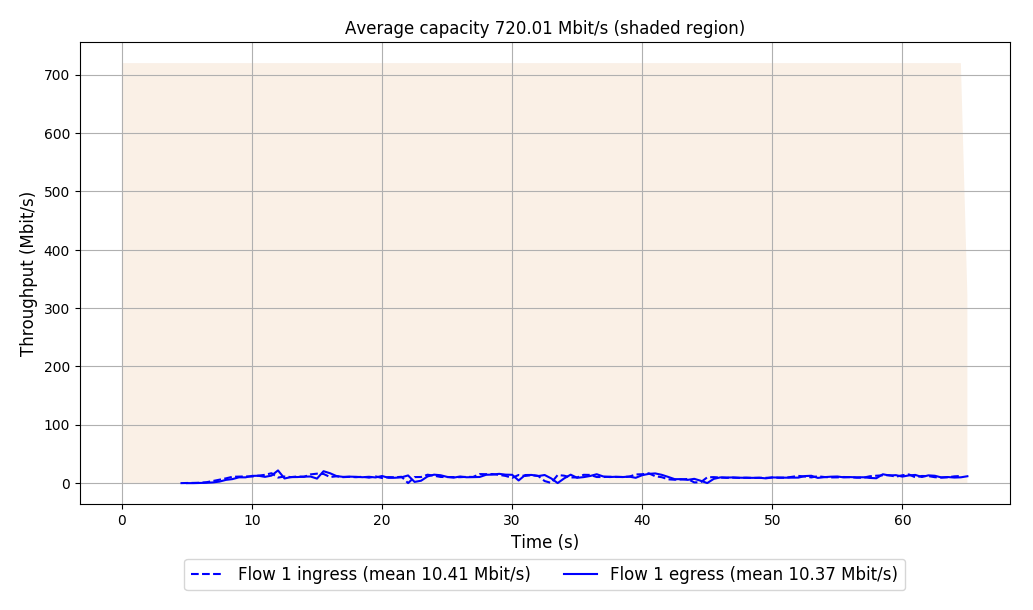 Average capacity 720.01 Mbit/s (shaded region)
Throughput (Mbit/s)
700
600
500
400
300
200
100
0
0 10 20 30 40 50 60
Time (s)
Flow 1 ingress (mean 10.41 Mbit/s) Flow 1 egress (mean 10.37 Mbit/s)